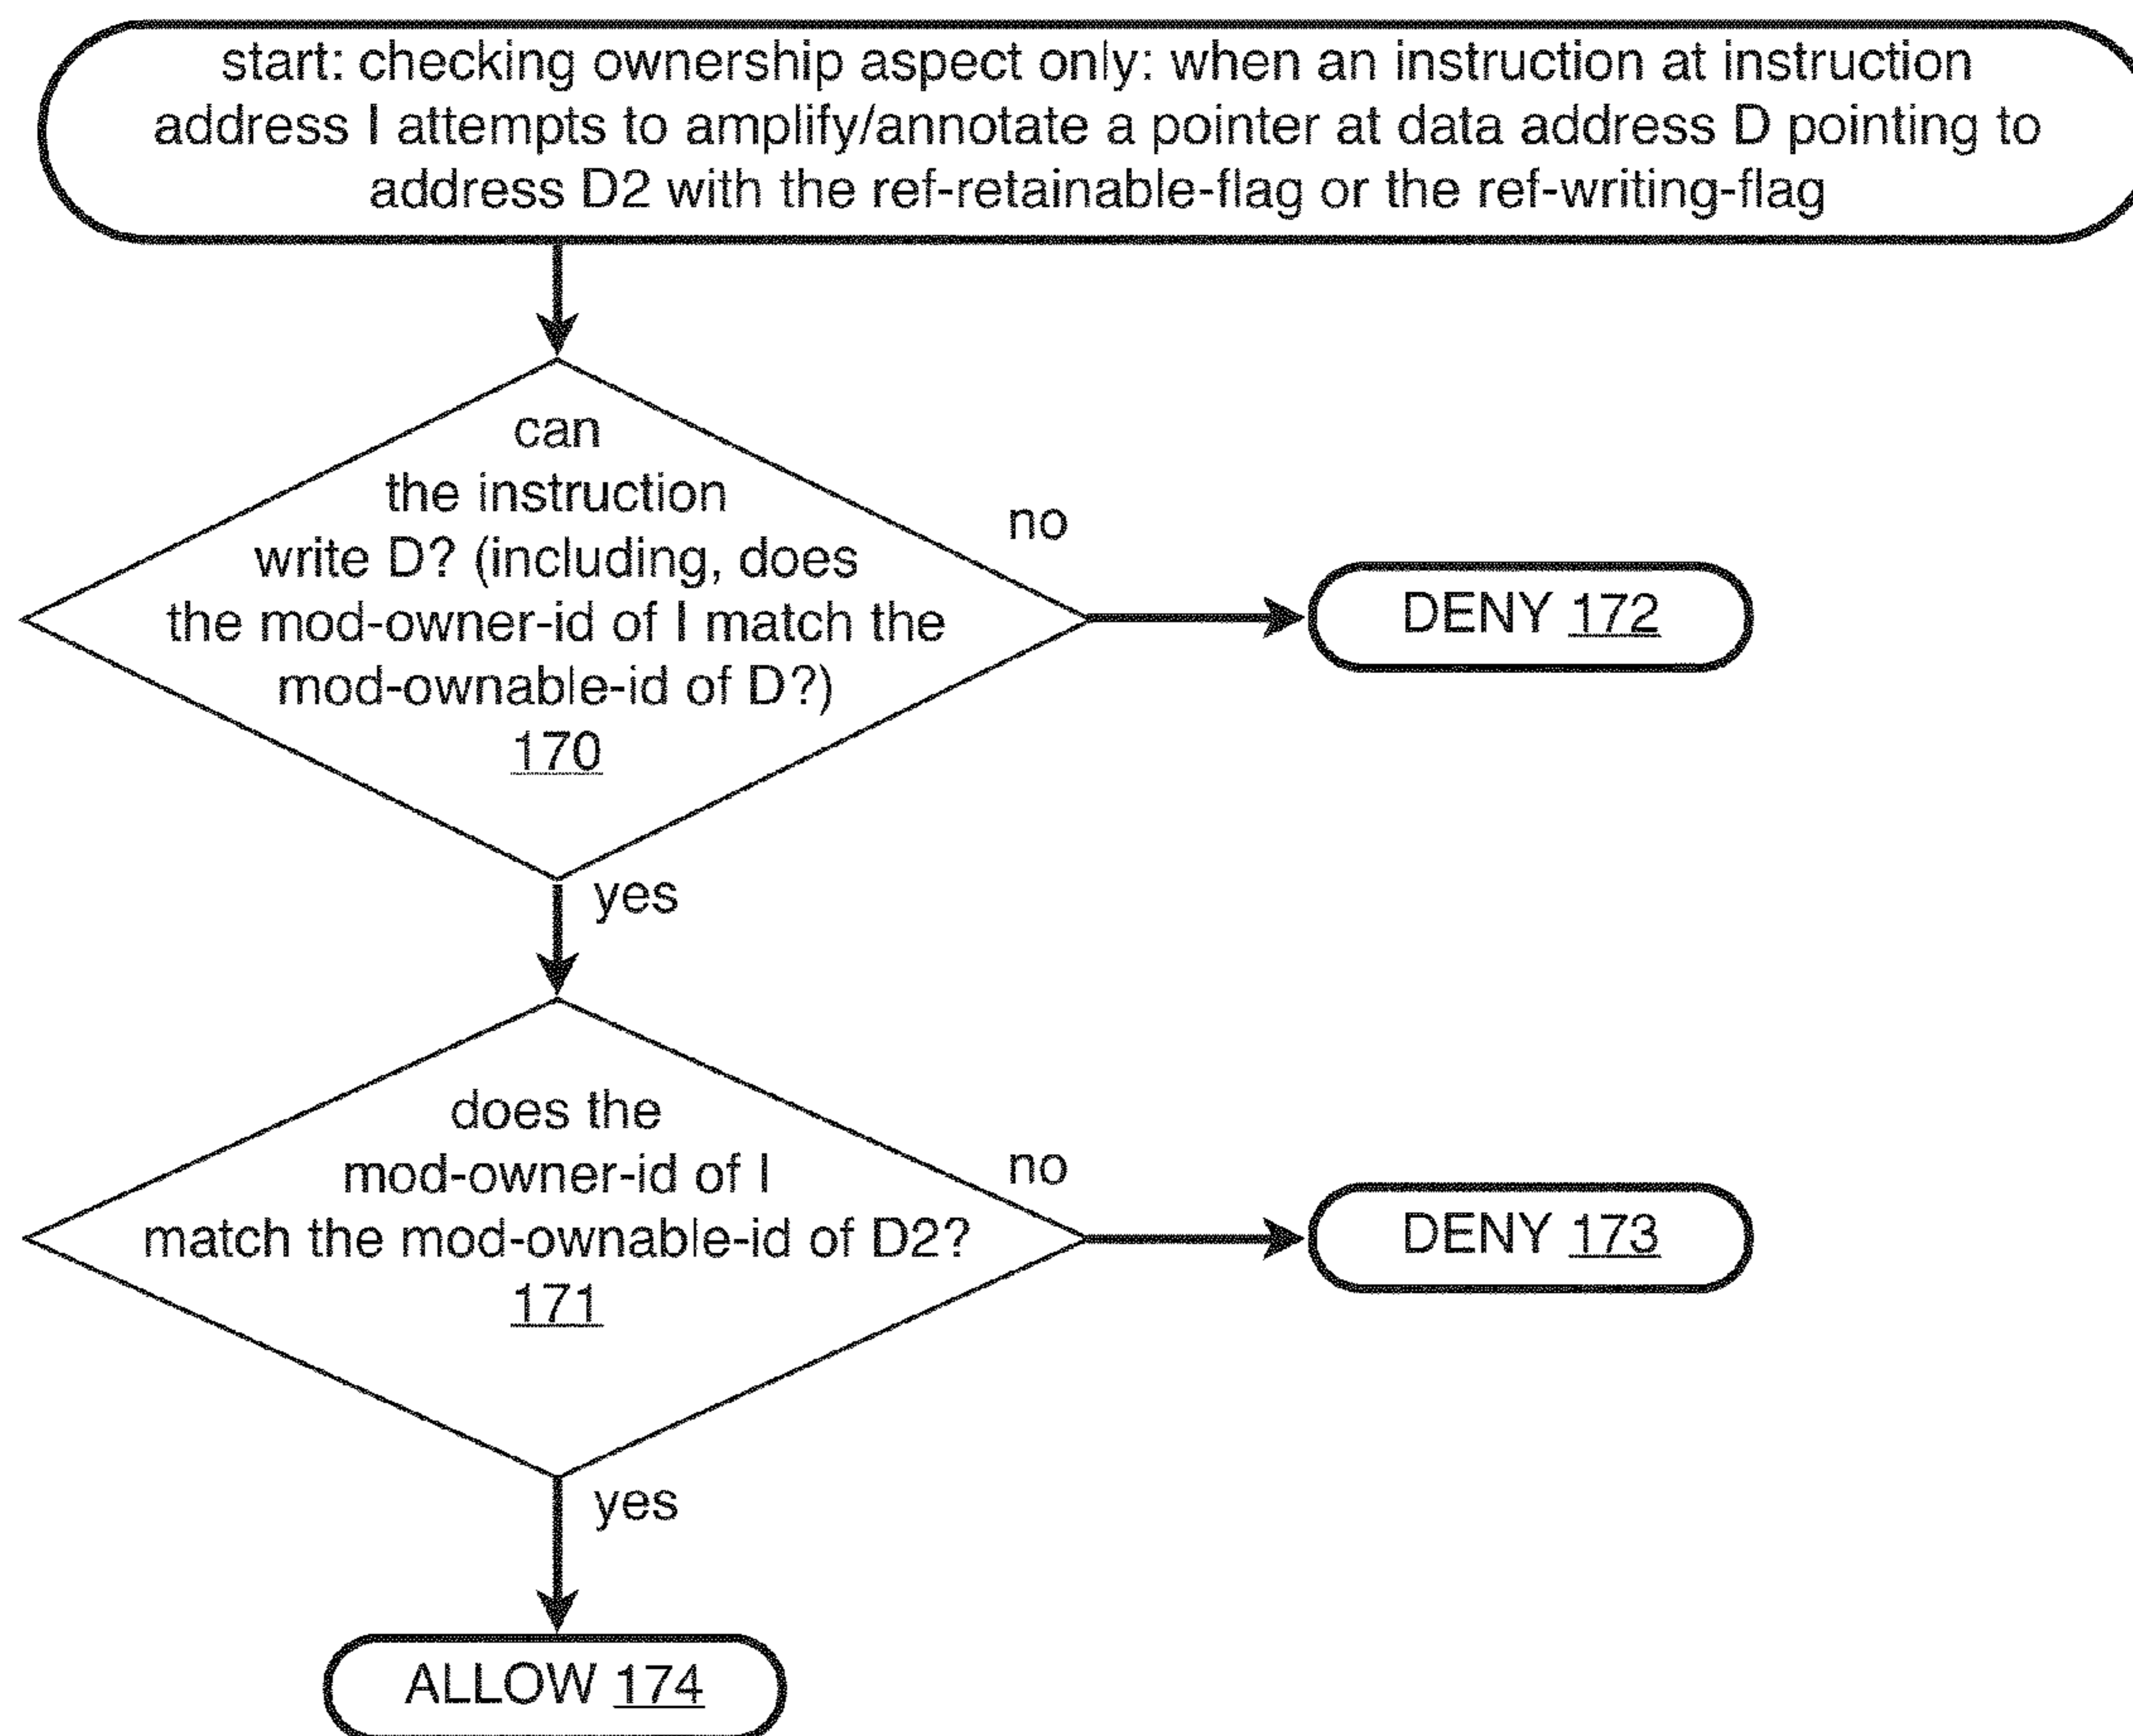 start: checking ownership aspect only: when an instruction at instruction
address I attempts to amplify/annotate a pointer at data address D pointing to
address D2 with the ref-retainable-flag or the ref-writing-flag
can
the instruction
write D? (including, does
the mod-owner-id of I match the
mod-ownable-id of D?)
170
no
DENY 172
yes
does the
mod-owner-id of I
match the mod-ownable-id of D2?
171
no
DENY 173
yes
ALLOW 174